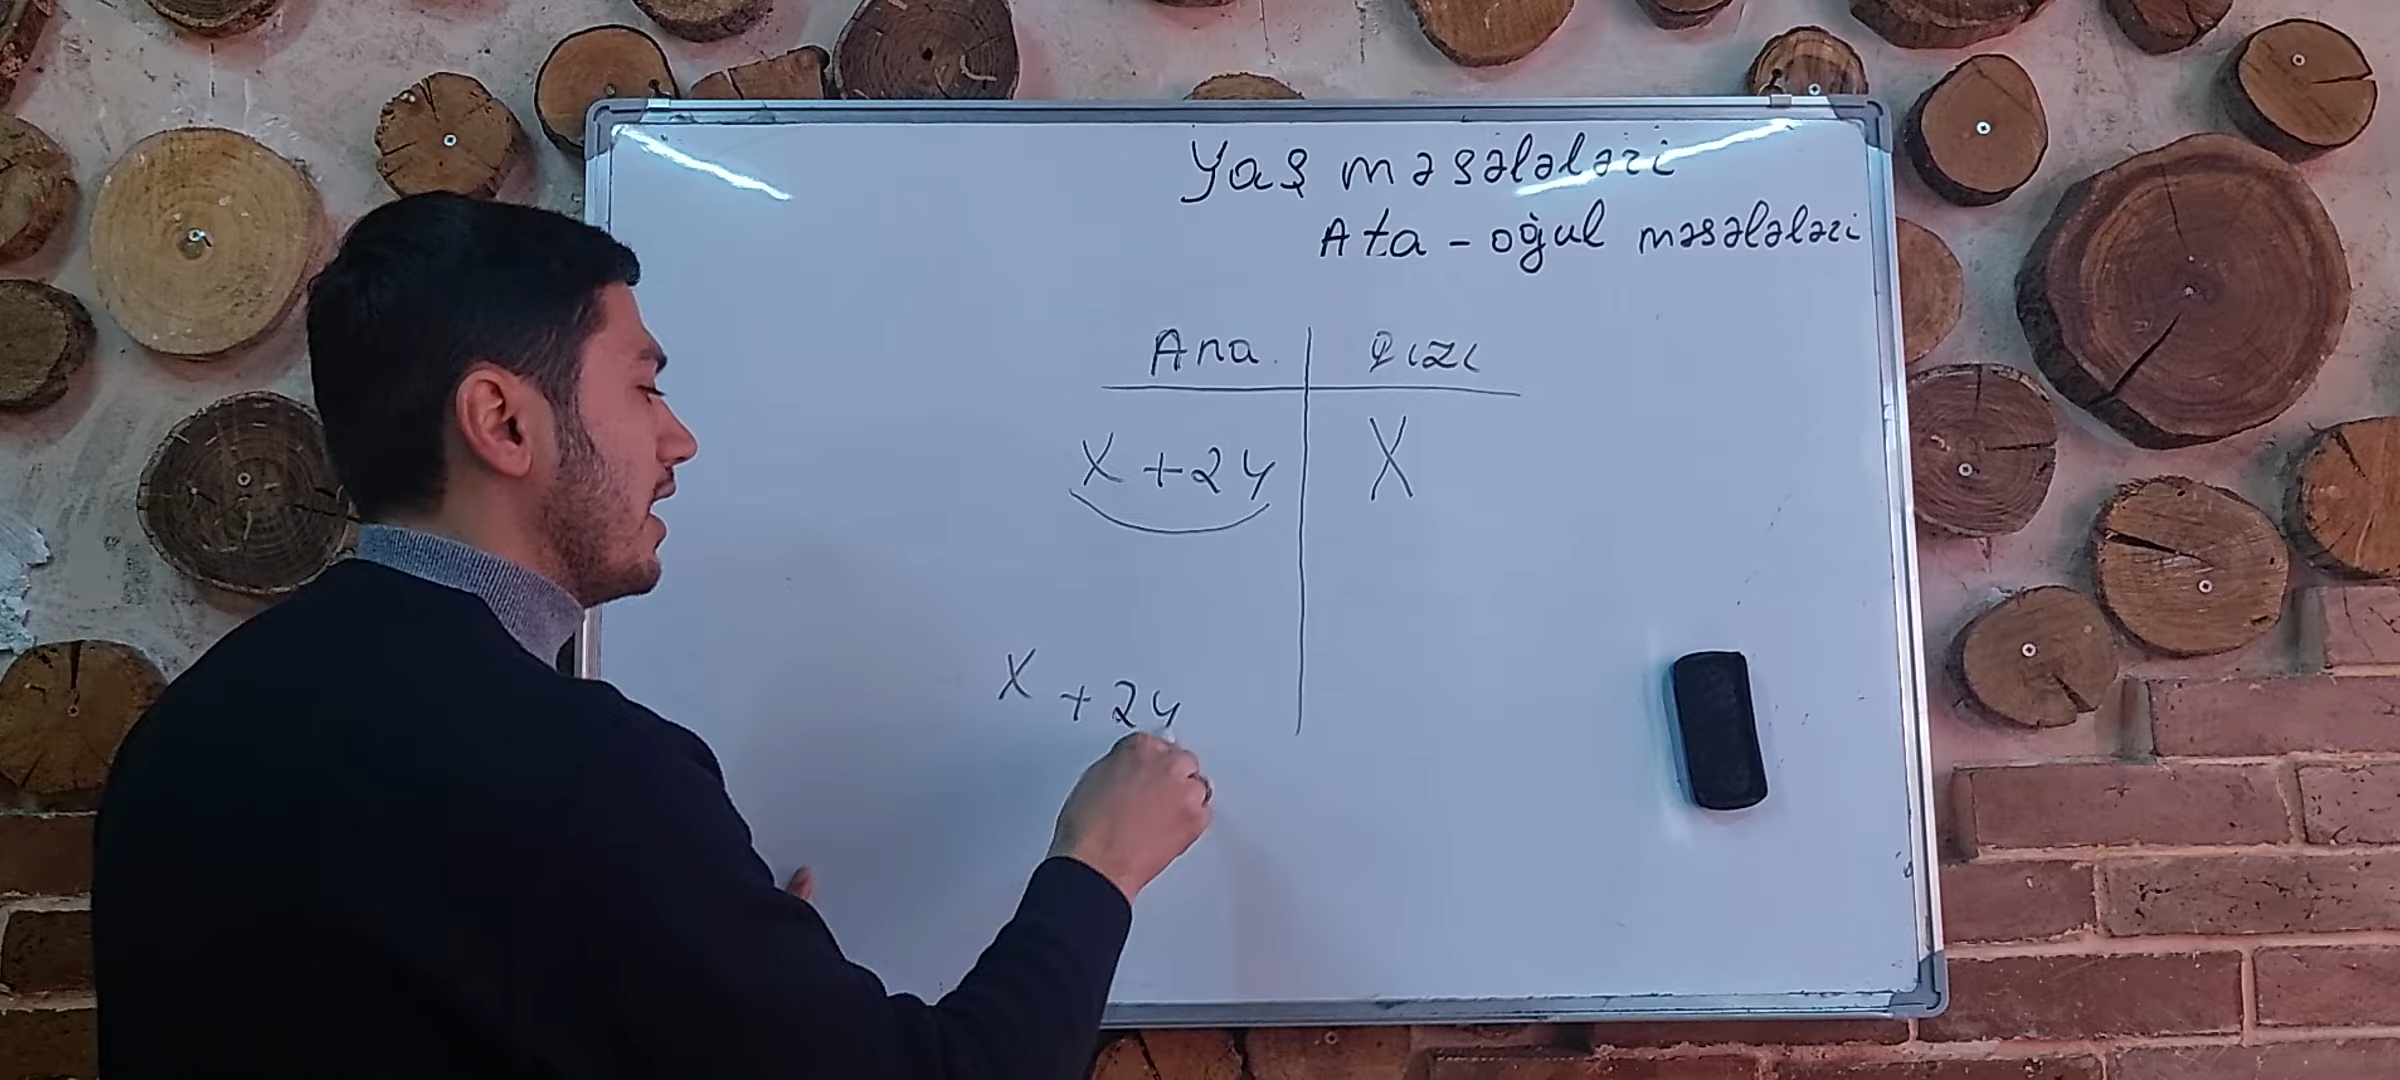 Yaş məsələləri
Ata - oğul məsələləri
Ana Qızı
X + 24 X
X + 24